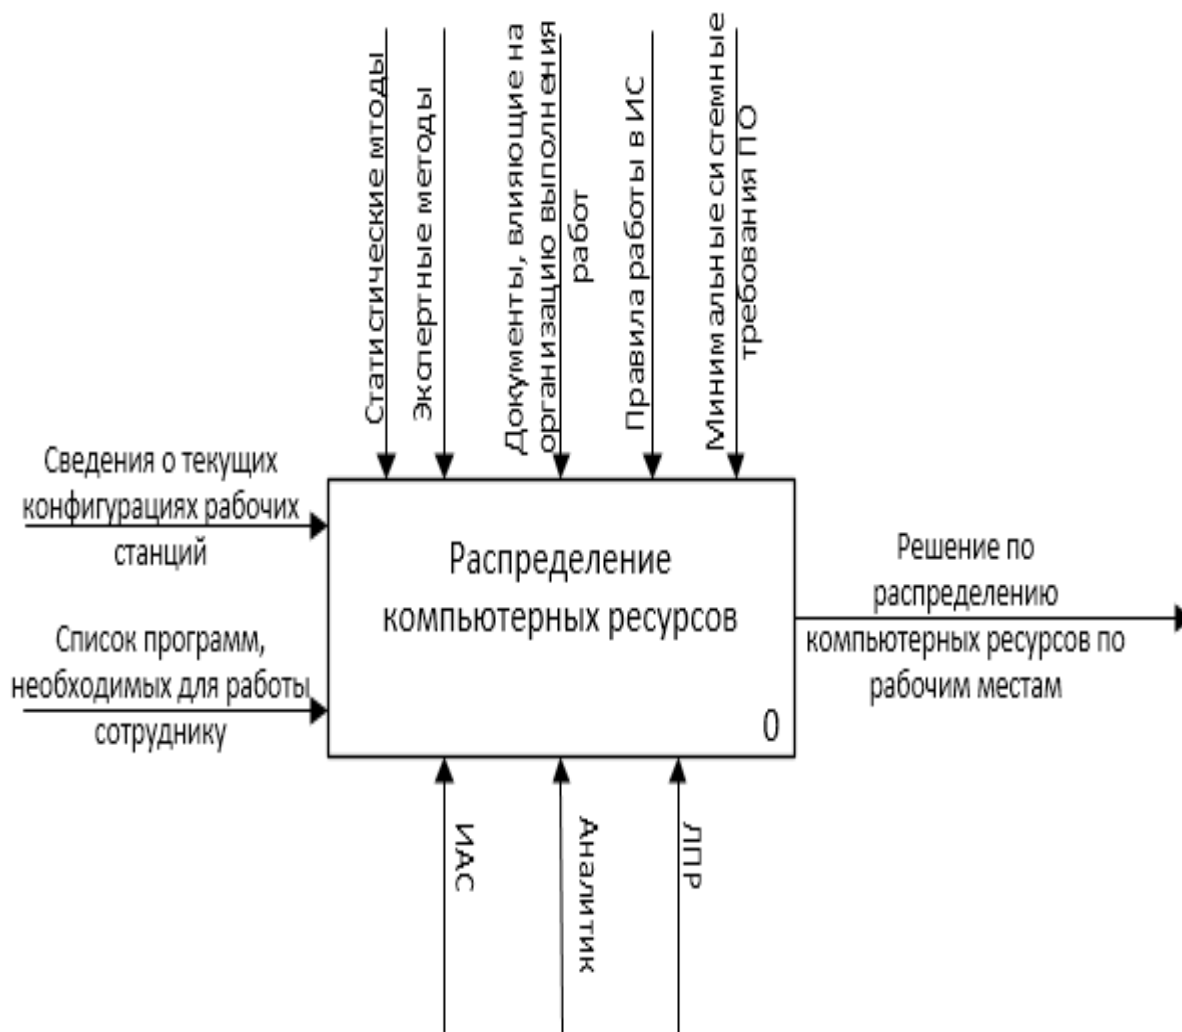 Статистические мтоды
Экспертные методы
Документы, влияющие на
организацию выполнения
работ
Правила работы в ИС
Минимальные системные
требования ПО
Сведения о текущих
конфигурациях рабочих
станций
Список программ,
необходимых для работы
сотруднику
Распределение
компьютерных ресурсов
0
Решение по
распределению
компьютерных ресурсов по
рабочим местам
ИАС
Аналитик
ЛПР